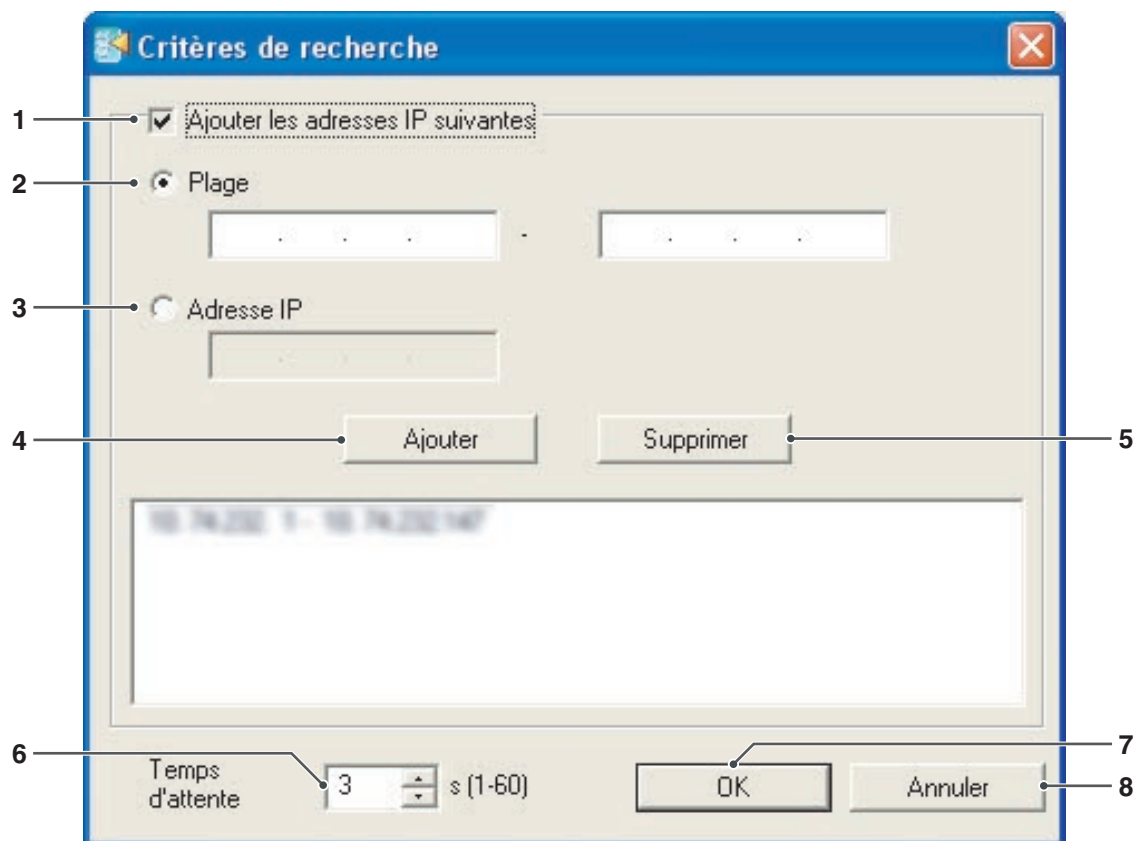 Critères de recherche
1 Ajouter les adresses IP suivantes
2 Plage
. . . - . . .
3 Adresse IP
. . .
4 Ajouter Supprimer 5
6 Temps d'attente 3 s (1-60)
OK 7
Annuler 8